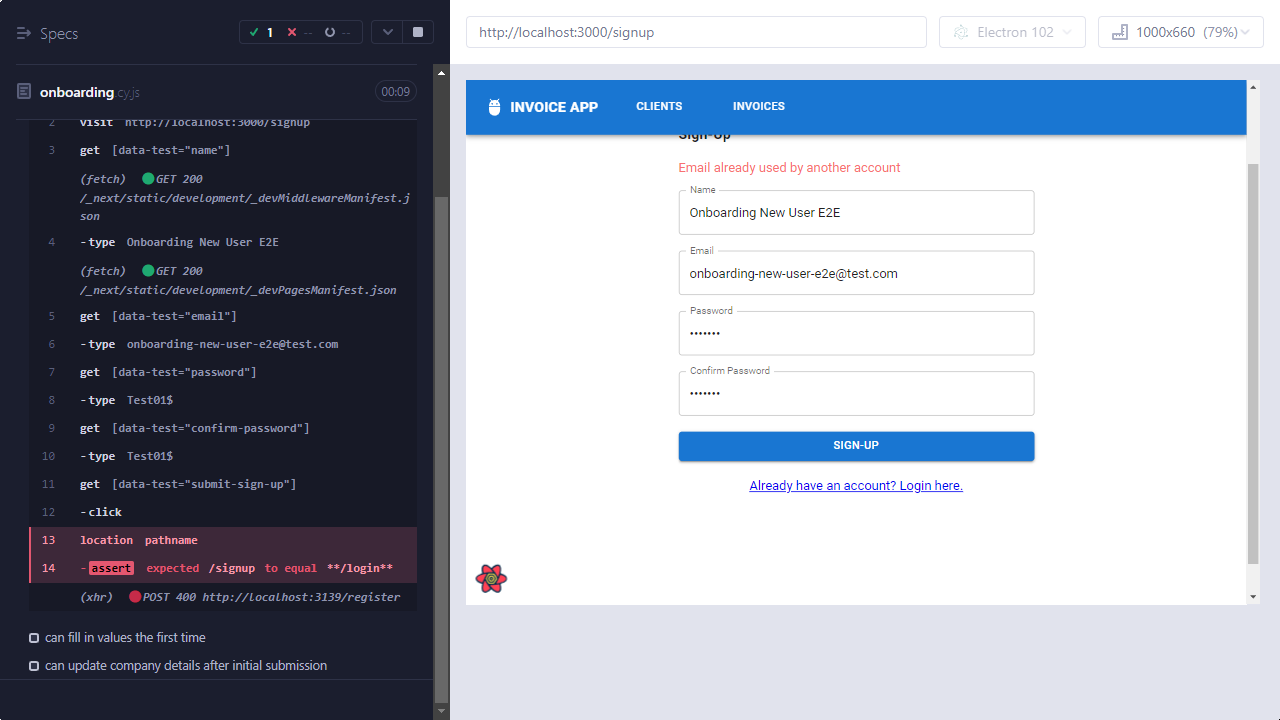 Specs
1
--
--
onboarding.cy.js
00:09
2 visit http://localhost:3000/signup
3 get [data-test="name"]
(fetch) GET 200
/_next/static/development/_devMiddlewareManifest.j
son
4 -type Onboarding New User E2E
(fetch) GET 200
/_next/static/development/_devPagesManifest.json
5 get [data-test="email"]
6 -type onboarding-new-user-e2e@test.com
7 get [data-test="password"]
8 -type Test01$
9 get [data-test="confirm-password"]
10 -type Test01$
11 get [data-test="submit-sign-up"]
12 -click
13 location pathname
14 -assert expected /signup to equal **/login**
(xhr) POST 400 http://localhost:3139/register
can fill in values the first time
can update company details after initial submission
http://localhost:3000/signup
Electron 102
1000x660 (79%)
INVOICE APP
CLIENTS
INVOICES
Sign-Up
Email already used by another account
Name
Onboarding New User E2E
Email
onboarding-new-user-e2e@test.com
Password
•••••••
Confirm Password
•••••••
SIGN-UP
Already have an account? Login here.